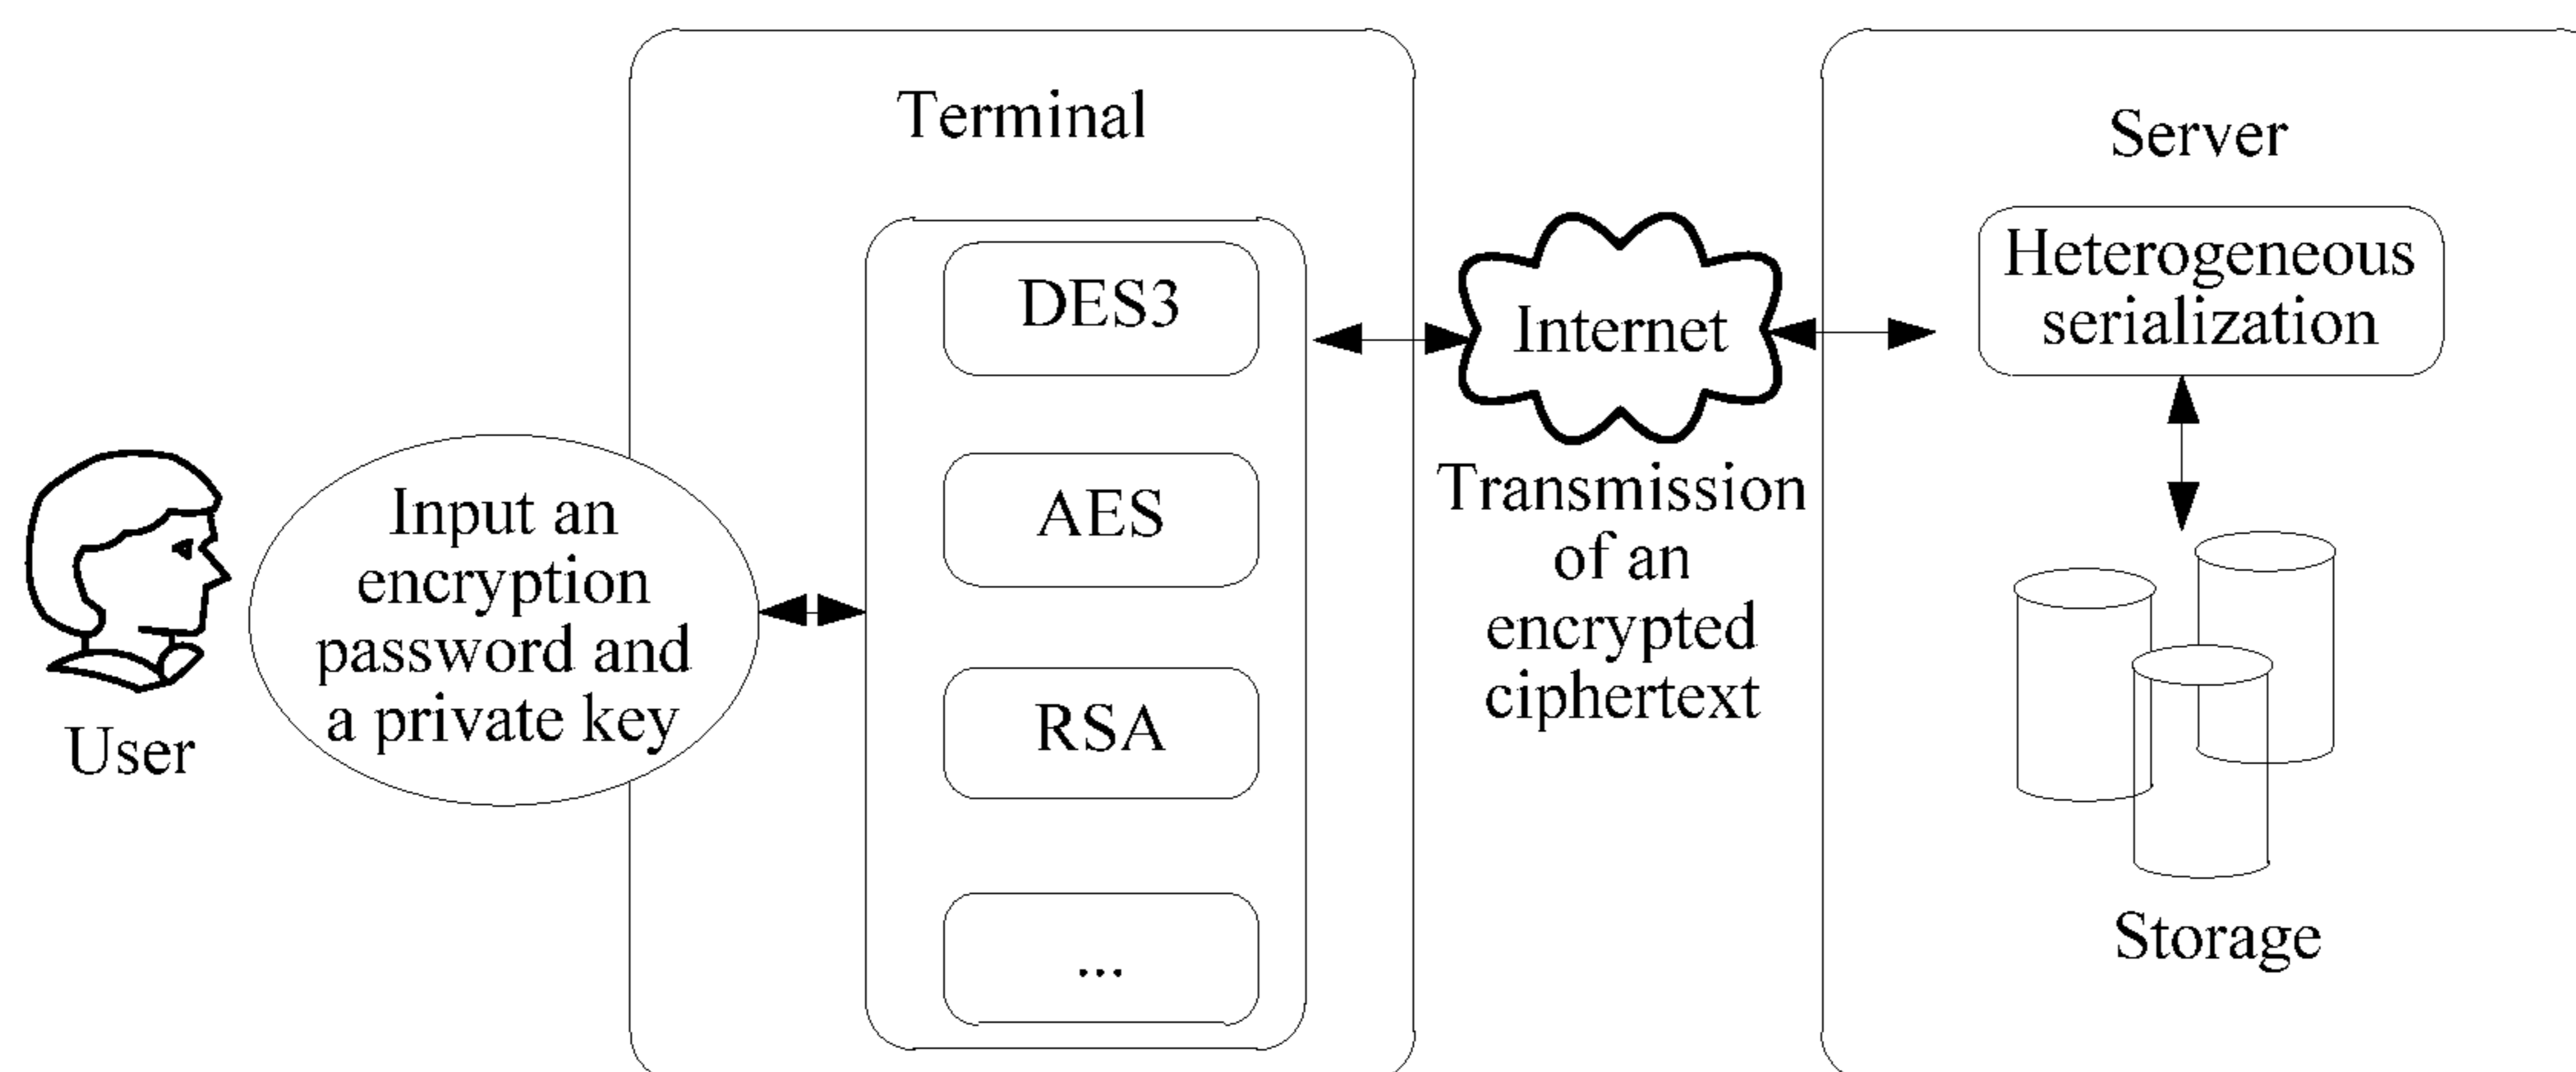 User
Input an
encryption
password and
a private key
Terminal
DES3
AES
RSA
...
Internet
Transmission
of an
encrypted
ciphertext
Server
Heterogeneous
serialization
Storage